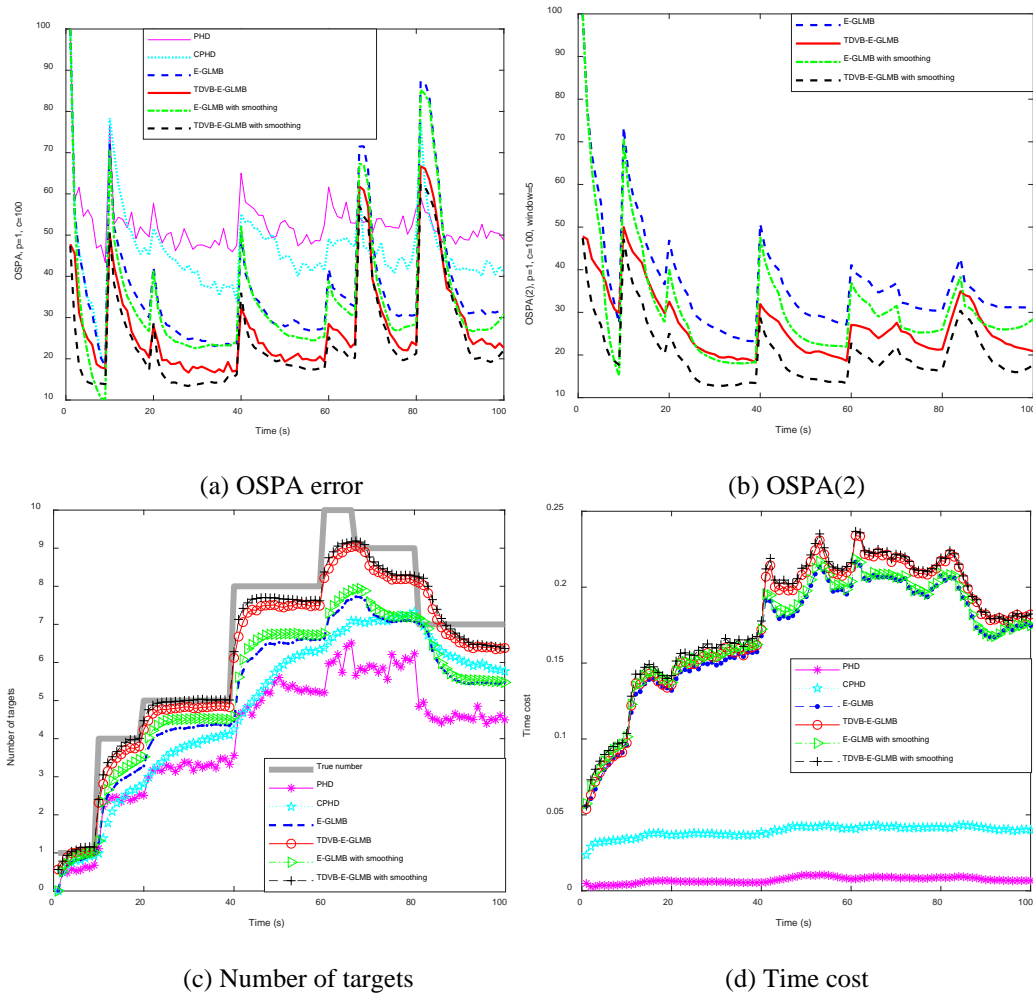 100
90
80
70
60
50
40
30
20
10
OSPA, p=1, c=100
PHD
CPHD
E-GLMB
TDVB-E-GLMB
E-GLMB with smoothing
TDVB-E-GLMB with smoothing
0 20 40 60 80 100
Time (s)
(a) OSPA error
100
90
80
70
60
50
40
30
20
10
OSPA(2), p=1, c=100, window=5
E-GLMB
TDVB-E-GLMB
E-GLMB with smoothing
TDVB-E-GLMB with smoothing
0 20 40 60 80 100
Time (s)
(b) OSPA(2)
10
9
8
7
6
5
4
3
2
1
0
Number of targets
True number
PHD
CPHD
E-GLMB
TDVB-E-GLMB
E-GLMB with smoothing
TDVB-E-GLMB with smoothing
0 20 40 60 80 100
Time (s)
(c) Number of targets
0.25
0.2
0.15
0.1
0.05
0
Time cost
PHD
CPHD
E-GLMB
TDVB-E-GLMB
E-GLMB with smoothing
TDVB-E-GLMB with smoothing
0 20 40 60 80 100
Time (s)
(d) Time cost